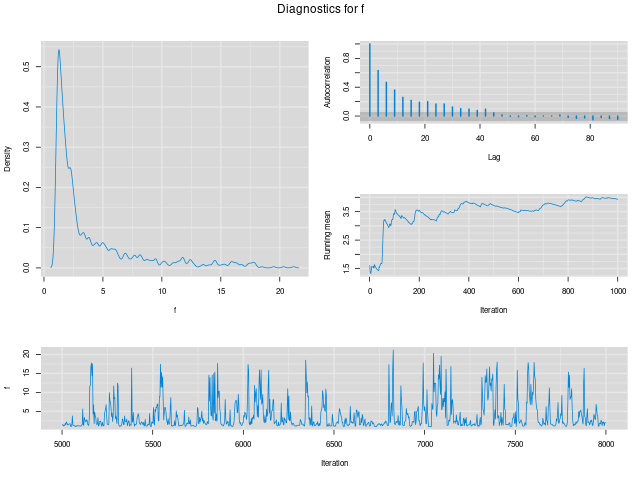 Diagnostics for f
Density
0.0 0.1 0.2 0.3 0.4 0.5
0 5 10 15 20
f
Autocorrelation
0.0 0.4 0.8
0 20 40 60 80
Lag
Running mean
1.5 2.5 3.5
0 200 400 600 800 1000
Iteration
f
5 10 15 20
5000 5500 6000 6500 7000 7500 8000
Iteration